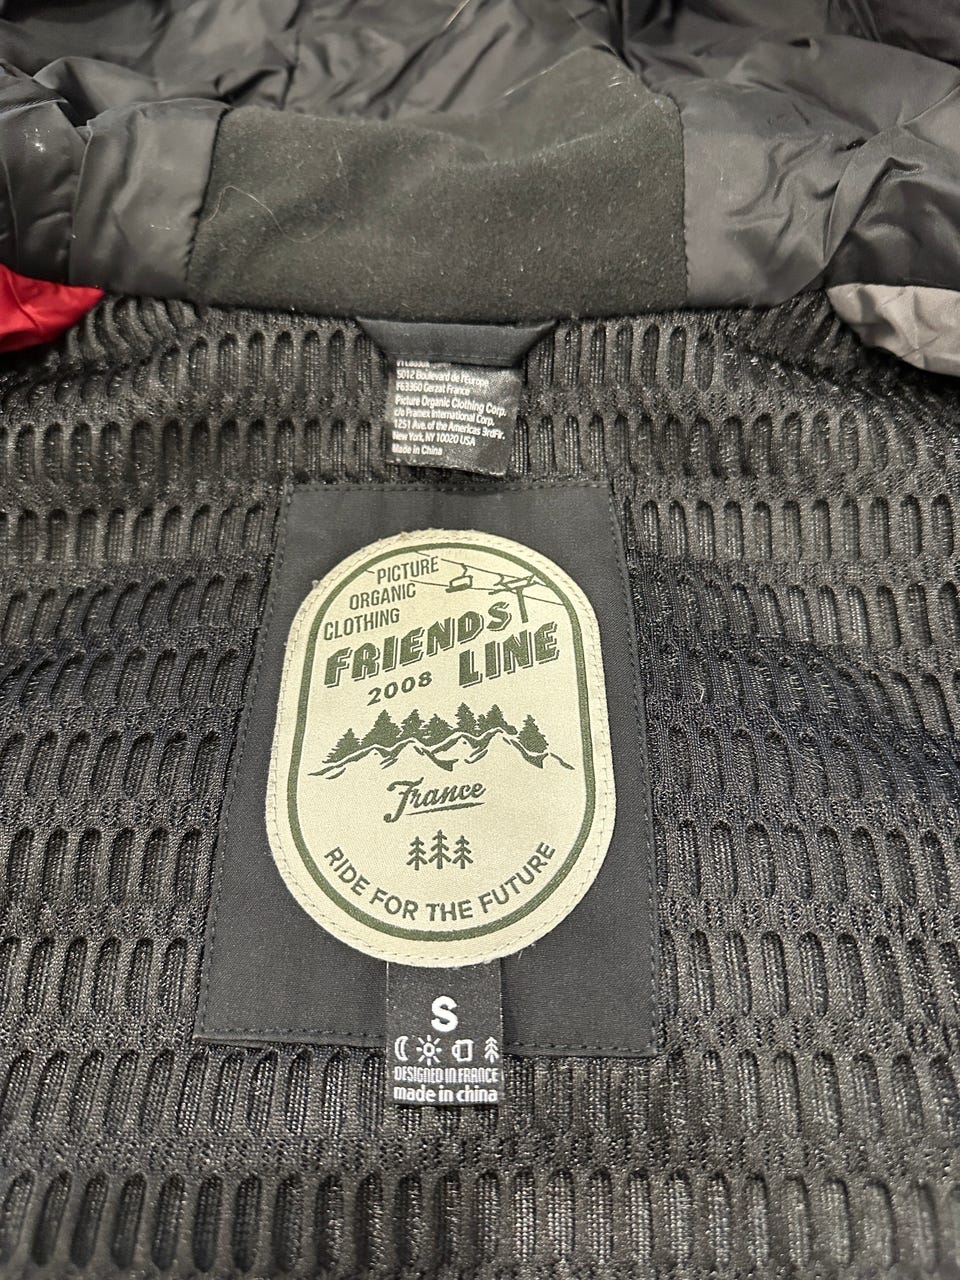 5012 Boulevard de l'Europe
F63360 Gerzat France
Picture Organic Clothing Corp.
c/o Pramex International Corp.
1251 Ave. of the Americas 3rdFlr.
New York, NY 10020 USA
Made in China
PICTURE
ORGANIC
CLOTHING
FRIENDS
LINE
2008
France
RIDE FOR THE FUTURE
S
DESIGNED IN FRANCE
made in china